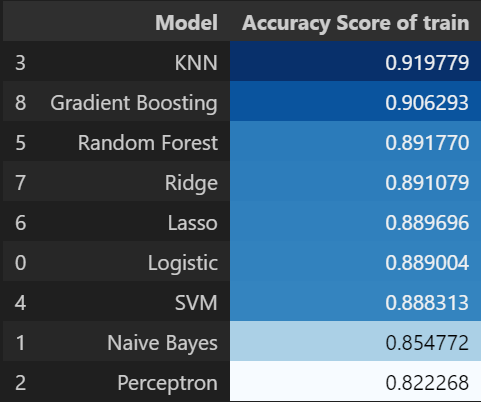 Model Accuracy Score of train
3 KNN 0.919779
8 Gradient Boosting 0.906293
5 Random Forest 0.891770
7 Ridge 0.891079
6 Lasso 0.889696
0 Logistic 0.889004
4 SVM 0.888313
1 Naive Bayes 0.854772
2 Perceptron 0.822268